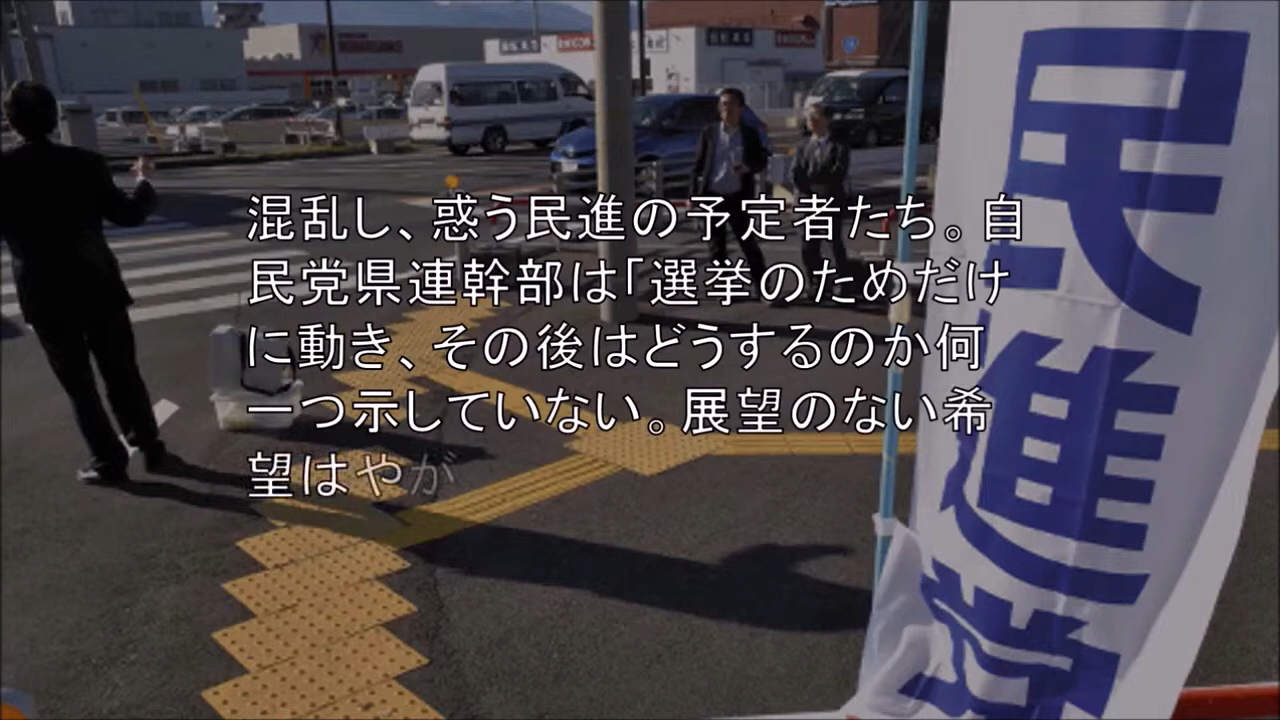 混乱し、惑う民進の予定者たち。自
民党県連幹部は「選挙のためだけ
に動き、その後はどうするのか何
一つ示していない。展望のない希
望はやが
民進党